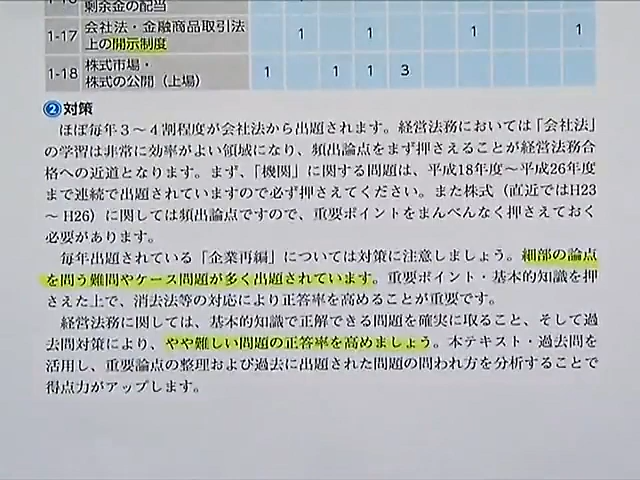 剰余金の配当
1-17 会社法・金融商品取引法上の開示制度 1 1 1 1
1-18 株式市場・株式の公開（上場） 1 1 1 3
②対策
ほぼ毎年３～４割程度が会社法から出題されます。経営法務においては「会社法」
の学習は非常に効率がよい領域になり、頻出論点をまず押さえることが経営法務合
格への近道となります。まず、「機関」に関する問題は、平成18年度～平成26年度
まで連続で出題されていますので必ず押さえてください。また株式（直近ではH23
～H26）に関しては頻出論点ですので、重要ポイントをまんべんなく押さえておく
必要があります。
毎年出題されている「企業再編」については対策に注意しましょう。細部の論点
を問う難問やケース問題が多く出題されています。重要ポイント・基本的知識を押
さえた上で、消去法等の対応により正答率を高めることが重要です。
経営法務に関しては、基本的知識で正解できる問題を確実に取ること、そして過
去問対策により、やや難しい問題の正答率を高めましょう。本テキスト・過去問を
活用し、重要論点の整理および過去に出題された問題の問われ方を分析することで
得点力がアップします。